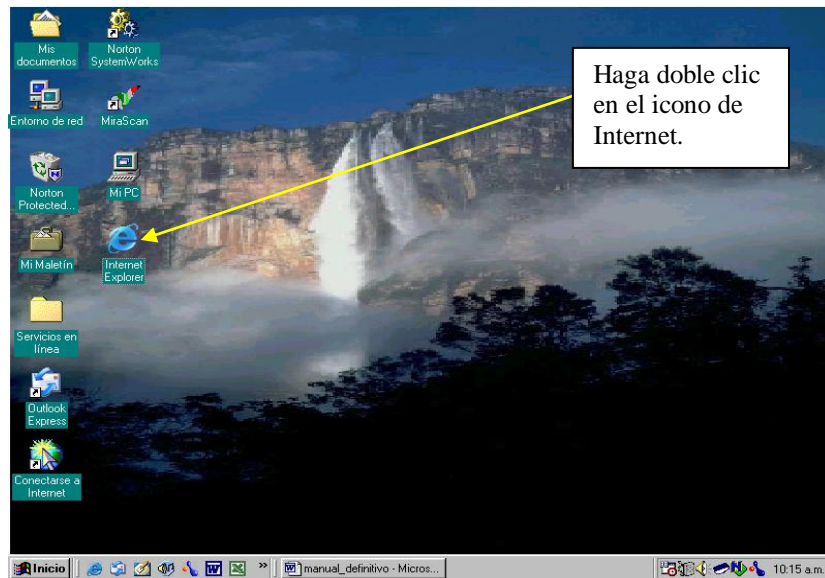 Mis
documentos
Norton
SystemWorks
Haga doble clic
en el icono de
Internet.
Entorno de red
MiraScan
Norton
Protected...
Mi PC
Mi Maletín
Internet
Explorer
Servicios en
línea
Outlook
Express
Conectarse a
Internet
Inicio
manual_definitivo - Micros...
10:15 a.m.